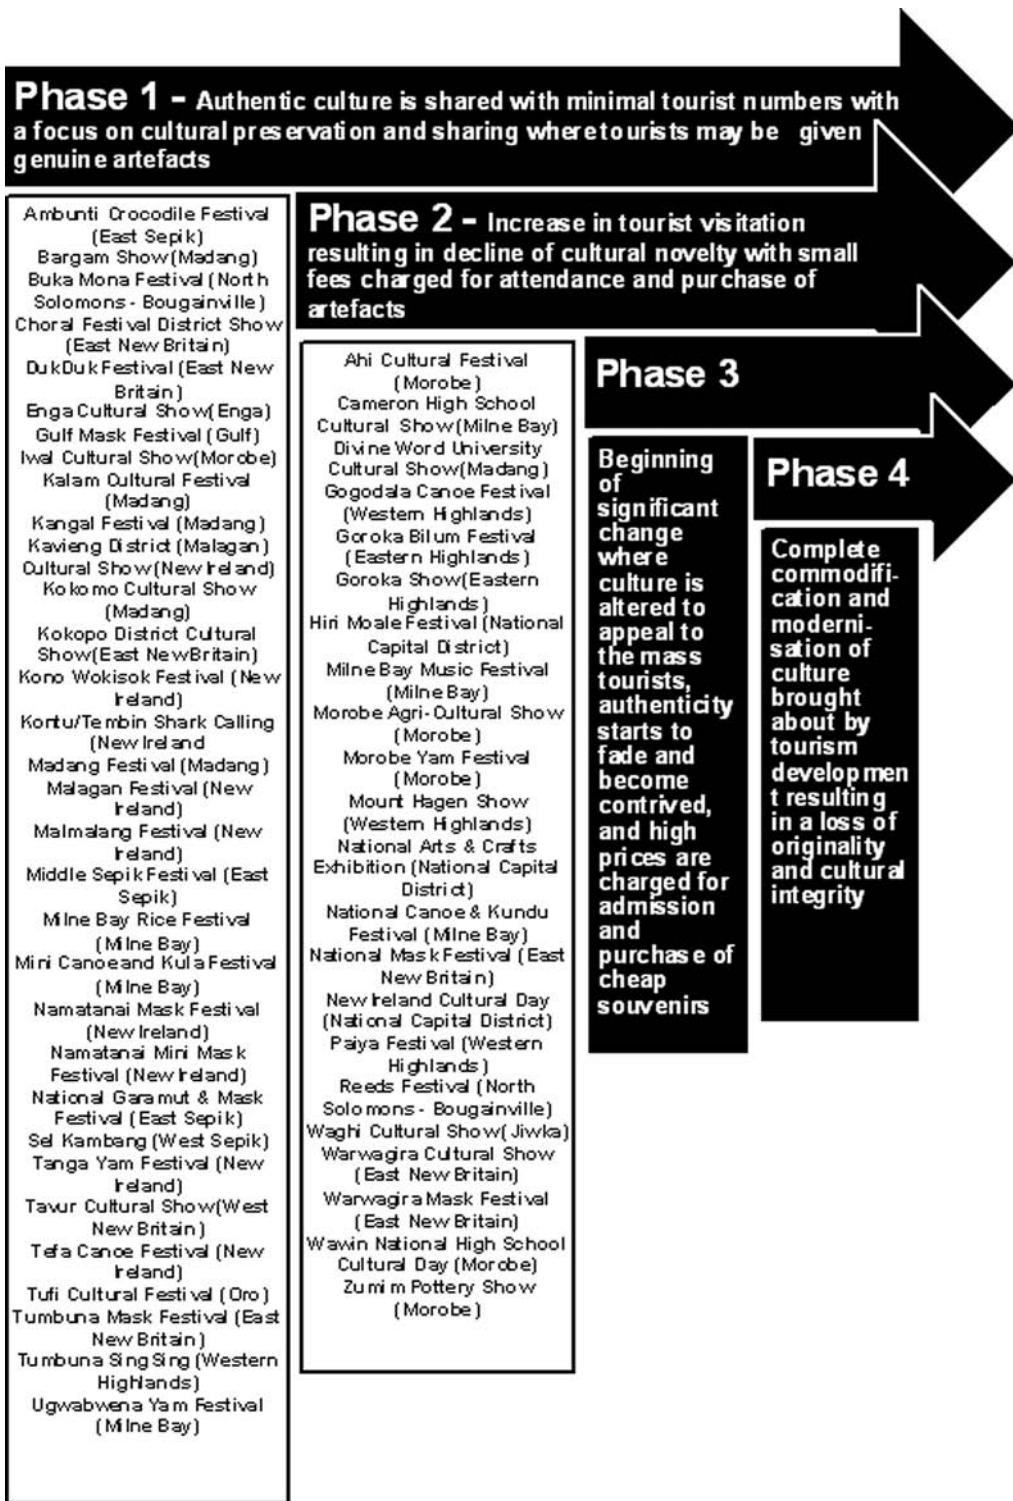 Phase 1 - Authentic culture is shared with minimal tourist numbers with
a focus on cultural preservation and sharing where tourists may be given
genuine artefacts
Ambunti Crocodile Festival
(East Sepik)
Bargam Show (Madang)
Buka Mona Festival (North
Solomons - Bougainville)
Choral Festival District Show
(East New Britain)
DukDuk Festival (East New
Britain)
Enga Cultural Show (Enga)
Gulf Mask Festival (Gulf)
Iwal Cultural Show (Morobe)
Kalam Cultural Festival
(Madang)
Kangal Festival (Madang)
Kavieng District (Malagan)
Cultural Show (New Ireland)
Kokomo Cultural Show
(Madang)
Kokopo District Cultural
Show (East New Britain)
Kono Wokisok Festival (New
Ireland)
Kontu/Tembin Shark Calling
(New Ireland
Madang Festival (Madang)
Malagan Festival (New
Ireland)
Malmalang Festival (New
Ireland)
Middle Sepik Festival (East
Sepik)
Milne Bay Rice Festival
(Milne Bay)
Mini Canoe and Kula Festival
(Milne Bay)
Namatanai Mask Festival
(New Ireland)
Namatanai Mini Mask
Festival (New Ireland)
National Garamut & Mask
Festival (East Sepik)
Sel Kambang (West Sepik)
Tanga Yam Festival (New
Ireland)
Tavur Cultural Show (West
New Britain)
Tefa Canoe Festival (New
Ireland)
Tufi Cultural Festival (Oro)
Tumbuna Mask Festival (East
New Britain)
Tumbuna Sing Sing (Western
Highlands)
Ugwabwena Yam Festival
(Milne Bay)
Phase 2 - Increase in tourist visitation
resulting in decline of cultural novelty with small
fees charged for attendance and purchase of
artefacts
Ahi Cultural Festival
(Morobe)
Cameron High School
Cultural Show (Milne Bay)
Divine Word University
Cultural Show (Madang)
Gogodala Canoe Festival
(Western Highlands)
Goroka Bilum Festival
(Eastern Highlands)
Goroka Show (Eastern
Highlands)
Hiri Moale Festival (National
Capital District)
Milne Bay Music Festival
(Milne Bay)
Morobe Agri-Cultural Show
(Morobe)
Morobe Yam Festival
(Morobe)
Mount Hagen Show
(Western Highlands)
National Arts & Crafts
Exhibition (National Capital
District)
National Canoe & Kundu
Festival (Milne Bay)
National Mask Festival (East
New Britain)
New Ireland Cultural Day
(National Capital District)
Paiya Festival (Western
Highlands)
Reeds Festival (North
Solomons - Bougainville)
Waghi Cultural Show (Jiwka)
Warwagira Cultural Show
(East New Britain)
Warwagira Mask Festival
(East New Britain)
Wawin National High School
Cultural Day (Morobe)
Zumim Pottery Show
(Morobe)
Phase 3
Beginning
of
significant
change
where
culture is
altered to
appeal to
the mass
tourists,
authenticity
starts to
fade and
become
contrived,
and high
prices are
charged for
admission
and
purchase of
cheap
souvenirs
Phase 4
Complete
commodifi-
cation and
moderni-
sation of
culture
brought
about by
tourism
developmen
t resulting
in a loss of
originality
and cultural
integrity